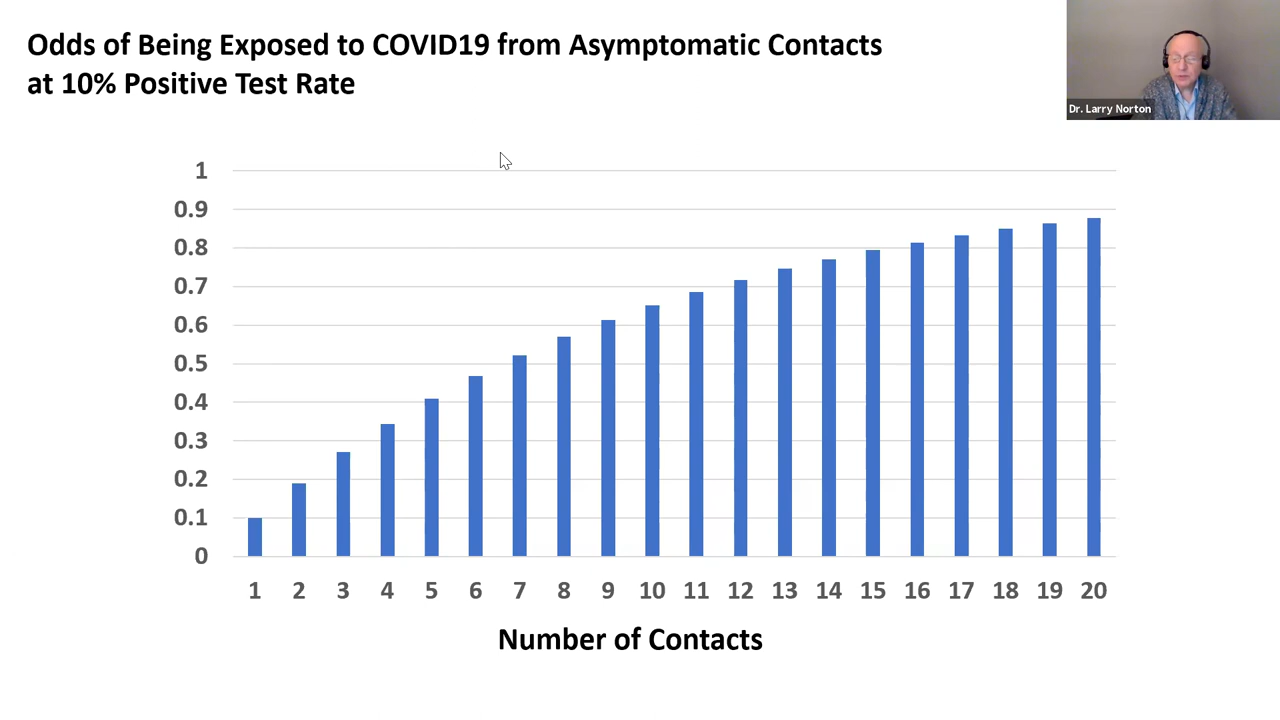 Odds of Being Exposed to COVID19 from Asymptomatic Contacts
at 10% Positive Test Rate
Dr. Larry Norton
1
0.9
0.8
0.7
0.6
0.5
0.4
0.3
0.2
0.1
0
1 2 3 4 5 6 7 8 9 10 11 12 13 14 15 16 17 18 19 20
Number of Contacts